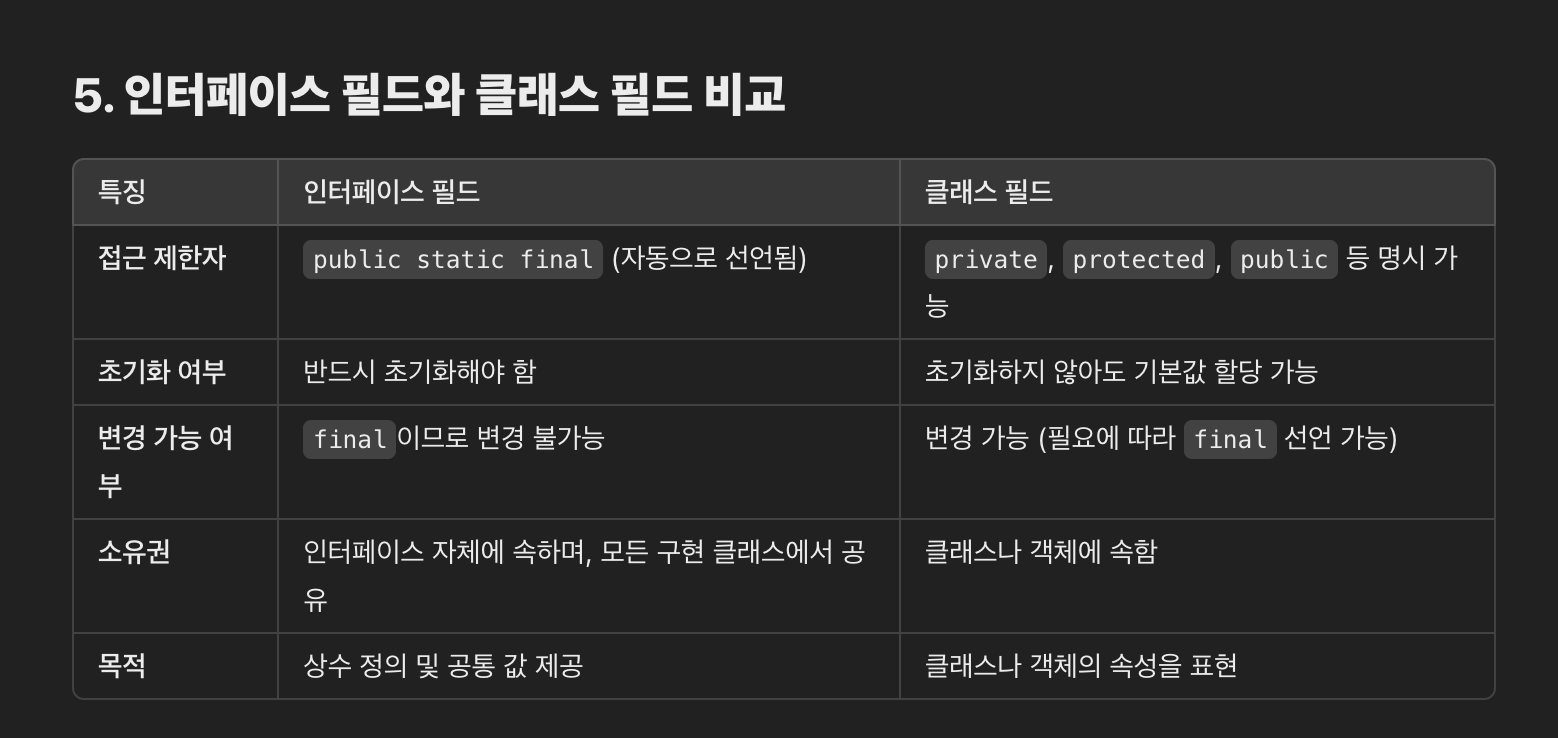 5. 인터페이스 필드와 클래스 필드 비교
특징 인터페이스 필드 클래스 필드
접근 제한자 public static final (자동으로 선언됨) private, protected, public 등 명시 가
능
초기화 여부 반드시 초기화해야 함 초기화하지 않아도 기본값 할당 가능
변경 가능 여 final이므로 변경 불가능 변경 가능 (필요에 따라 final 선언 가능)
부
소유권 인터페이스 자체에 속하며, 모든 구현 클래스에서 공 클래스나 객체에 속함
유
목적 상수 정의 및 공통 값 제공 클래스나 객체의 속성을 표현